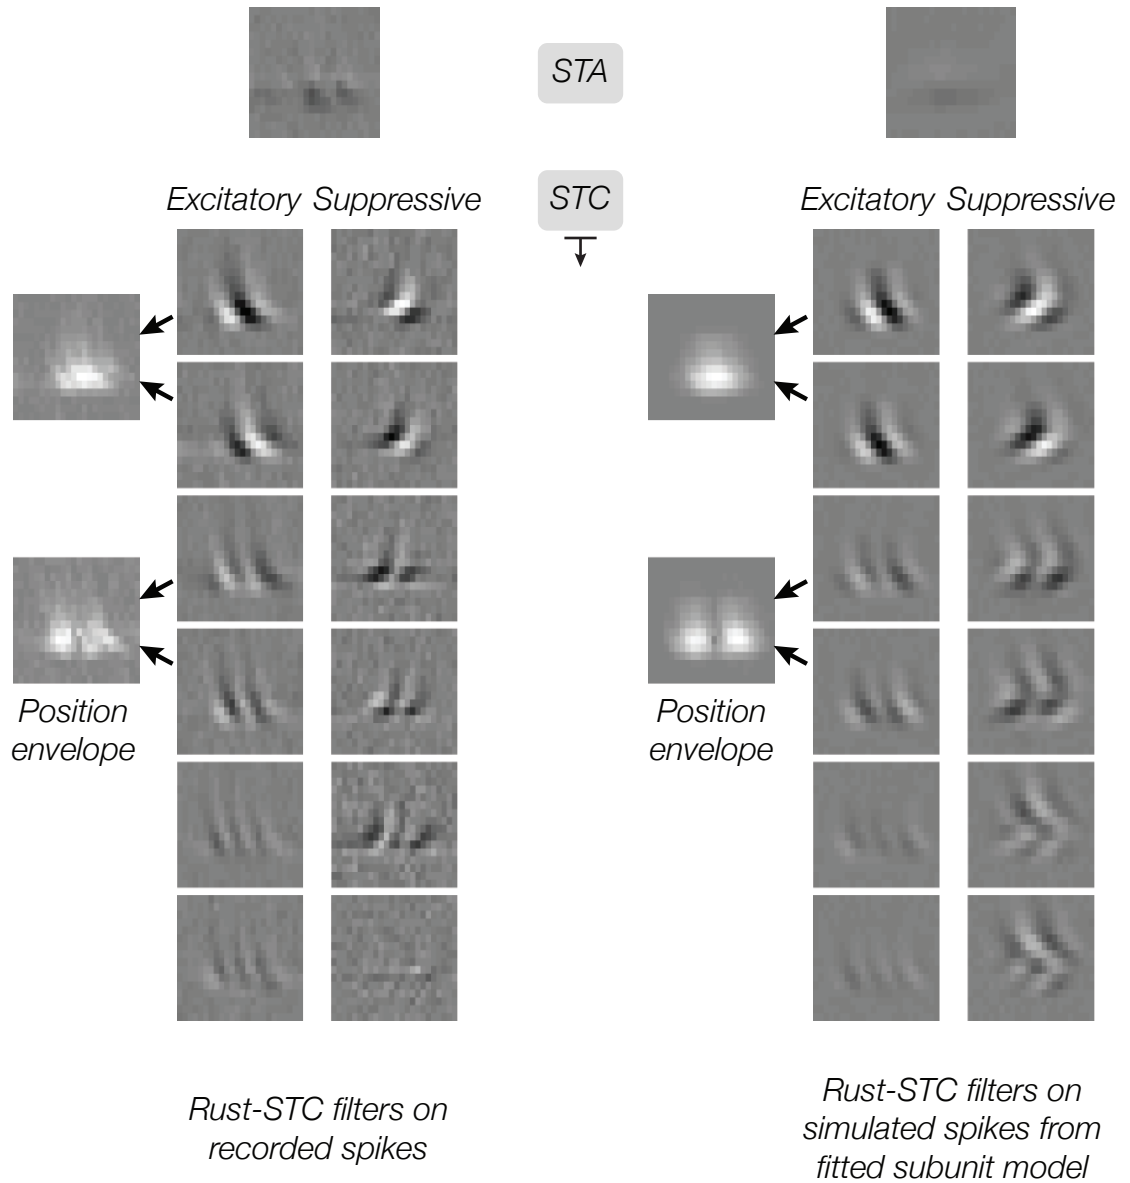 STA
Excitatory Suppressive
STC
Excitatory Suppressive
Position
envelope
Position
envelope
Rust-STC filters on
recorded spikes
Rust-STC filters on
simulated spikes from
fitted subunit model